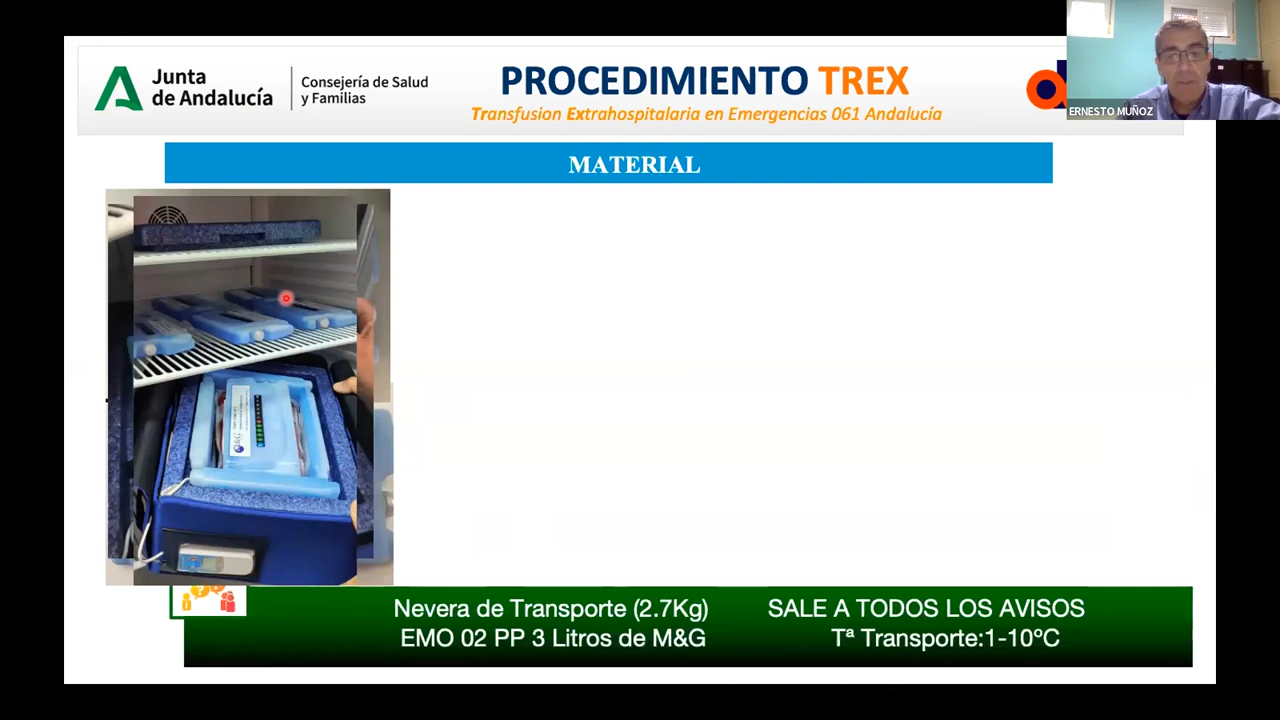 Junta
de Andalucía
Consejería de Salud
y Familias
PROCEDIMIENTO TREX
Transfusion Extrahospitalaria en Emergencias 061 Andalucía
ERNESTO MUÑOZ
MATERIAL
Nevera de Transporte (2.7Kg)
EMO 02 PP 3 Litros de M&G
SALE A TODOS LOS AVISOS
Tª Transporte:1-10ºC